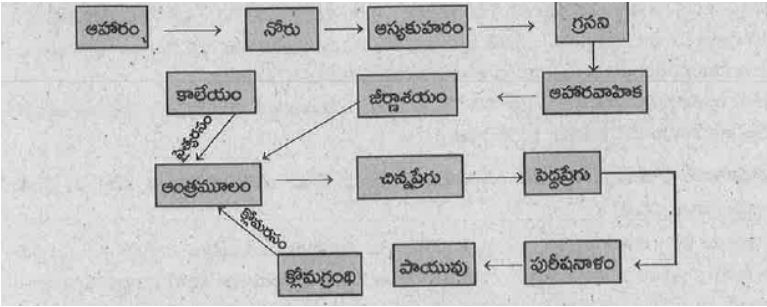 ఆహారం
నోరు
ఆస్యకుహరం
గ్రసని
కాలేయం
జీర్ణాశయం
ఆహారవాహిక
పైత్యరసం
ఆంత్రమూలం
చిన్నప్రేగు
పెద్దప్రేగు
క్లోమరసం
క్లోమగ్రంథి
పాయువు
పురీషనాళం